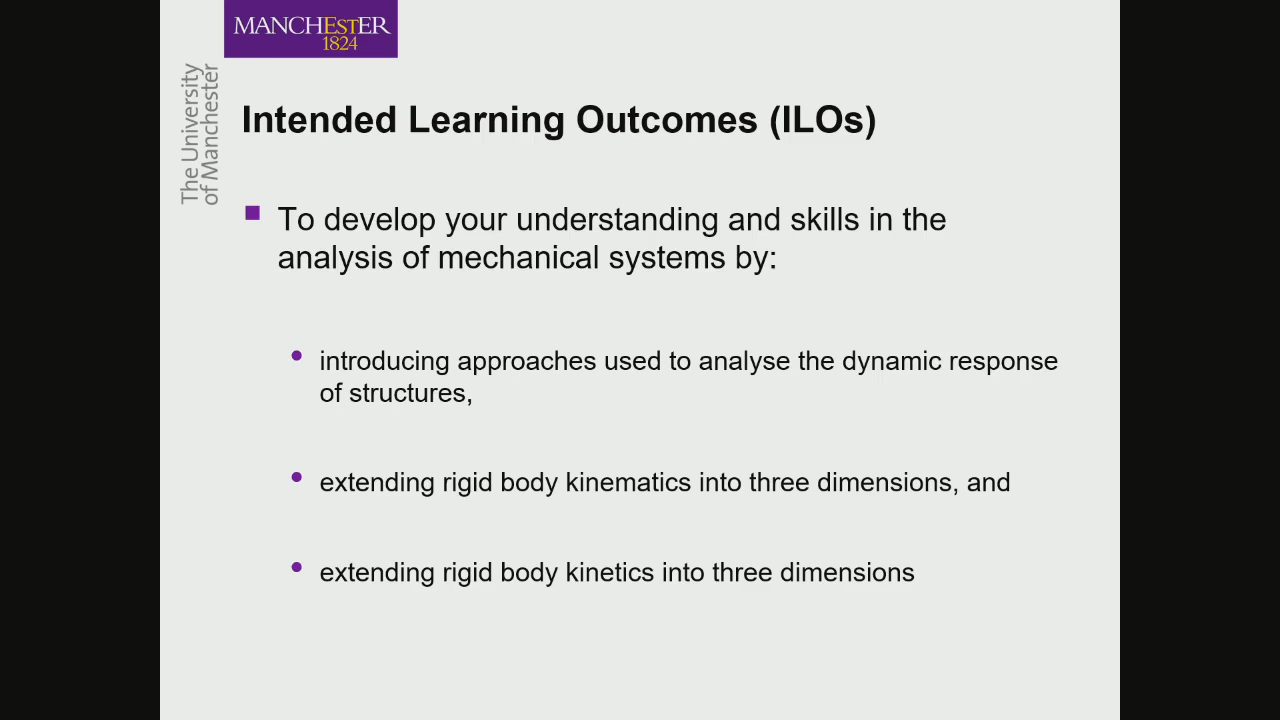 MANCHESTER
1824
The University
of Manchester
Intended Learning Outcomes (ILOs)
To develop your understanding and skills in the
analysis of mechanical systems by:
introducing approaches used to analyse the dynamic response
of structures,
extending rigid body kinematics into three dimensions, and
extending rigid body kinetics into three dimensions